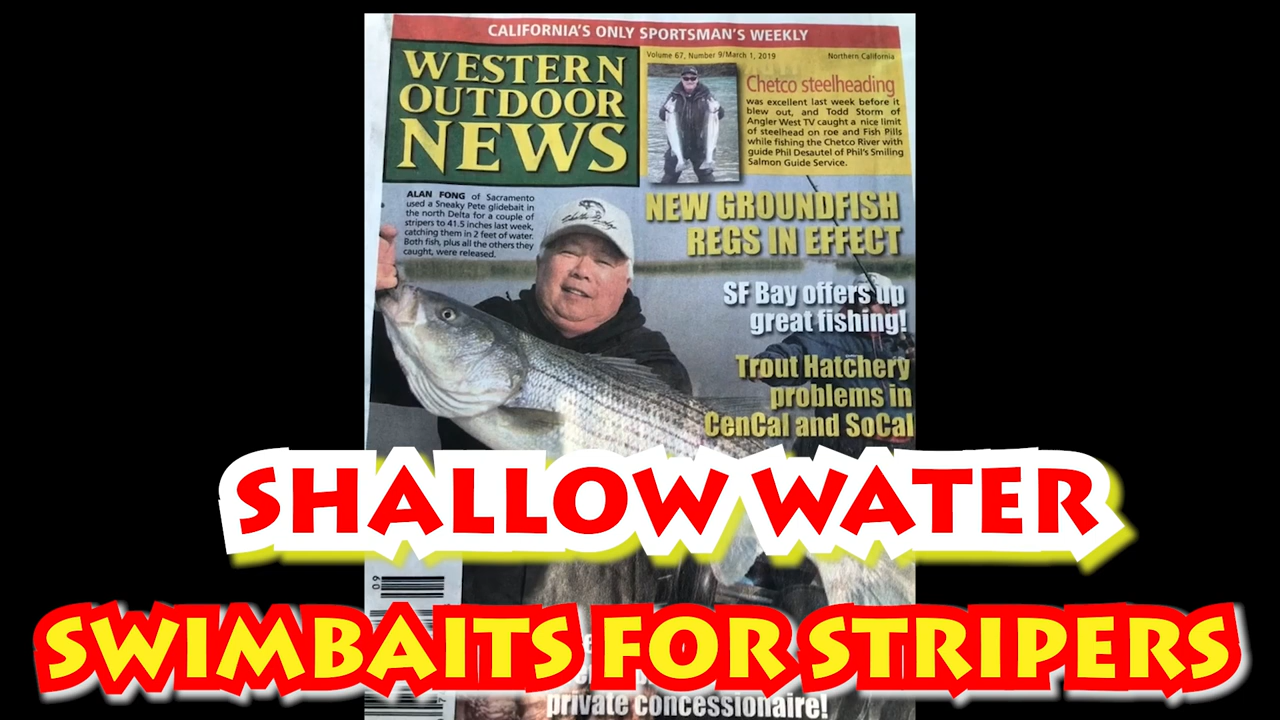 CALIFORNIA'S ONLY SPORTSMAN'S WEEKLY
WESTERN
OUTDOOR
NEWS
Volume 67, Number 9/March 1, 2019
Northern California
Chetco steelheading
was excellent last week before it
blew out, and Todd Storm of
Angler West TV caught a nice limit
of steelhead on roe and Fish Pills
while fishing the Chetco River with
guide Phil Desautel of Phil's Smiling
Salmon Guide Service.
ALAN FONG of Sacramento
used a Sneaky Pete glidebait in
the north Delta for a couple of
stripers to 41.5 inches last week,
catching them in 2 feet of water.
Both fish, plus all the others they
caught, were released.
NEW GROUNDFISH
REGS IN EFFECT
SF Bay offers up
great fishing!
Trout Hatchery
problems in
CenCal and SoCal
SHALLOW WATER
09
SWIMBAITS FOR STRIPERS
private concessionaire!